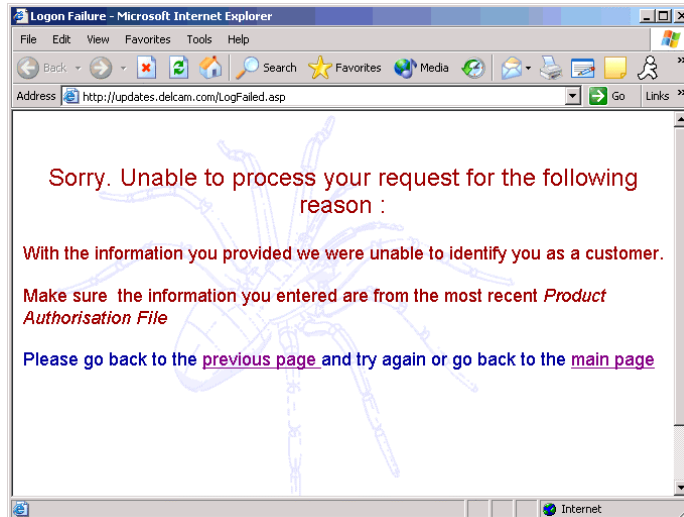 Logon Failure - Microsoft Internet Explorer
File Edit View Favorites Tools Help
Back Search Favorites Media
Address http://updates.delcam.com/LogFailed.asp Go Links »
Sorry. Unable to process your request for the following
reason :
With the information you provided we were unable to identify you as a customer.
Make sure the information you entered are from the most recent Product
Authorisation File
Please go back to the previous page and try again or go back to the main page
Internet